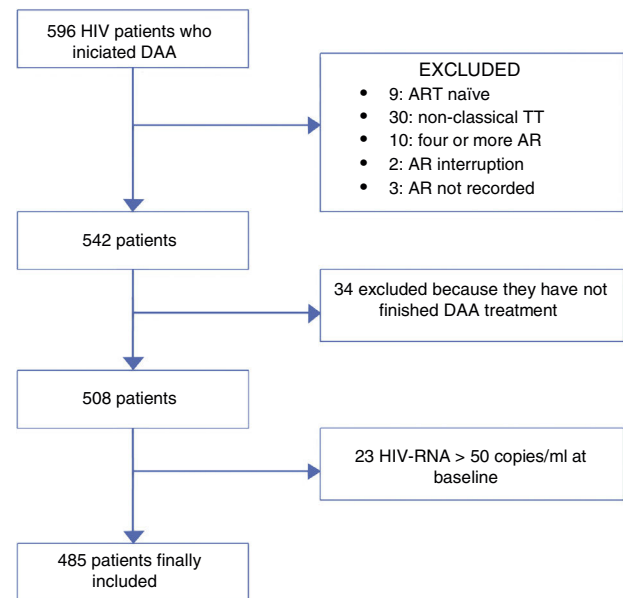 596 HIV patients who
iniciated DAA
EXCLUDED
• 9: ART naïve
• 30: non-classical TT
• 10: four or more AR
• 2: AR interruption
• 3: AR not recorded
542 patients
34 excluded because they have not
finished DAA treatment
508 patients
23 HIV-RNA > 50 copies/ml at
baseline
485 patients finally
included